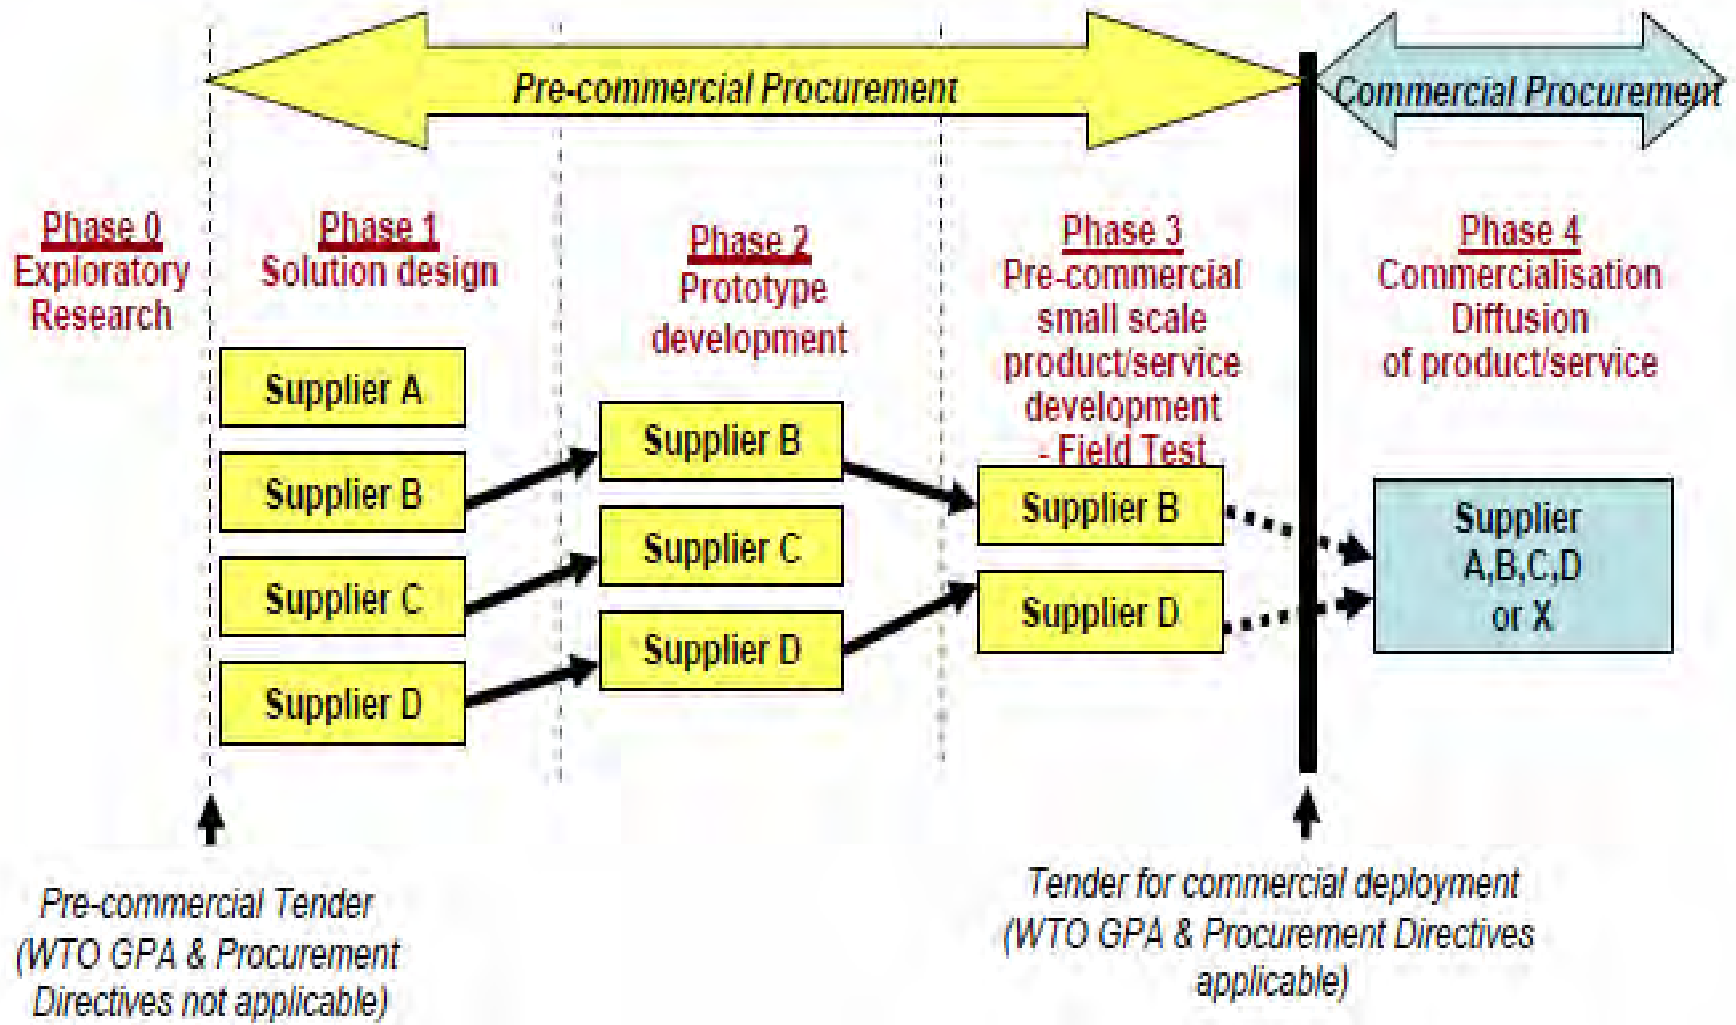 Pre-commercial Procurement
Commercial Procurement
Phase 0
Exploratory
Research
Phase 1
Solution design
Phase 2
Prototype
development
Phase 3
Pre-commercial
small scale
product/service
development
- Field Test
Phase 4
Commercialisation
Diffusion
of product/service
Supplier A
Supplier B
Supplier C
Supplier D
Supplier B
Supplier C
Supplier D
Supplier B
Supplier D
Supplier
A,B,C,D
or X
Pre-commercial Tender
(WTO GPA & Procurement
Directives not applicable)
Tender for commercial deployment
(WTO GPA & Procurement Directives
applicable)